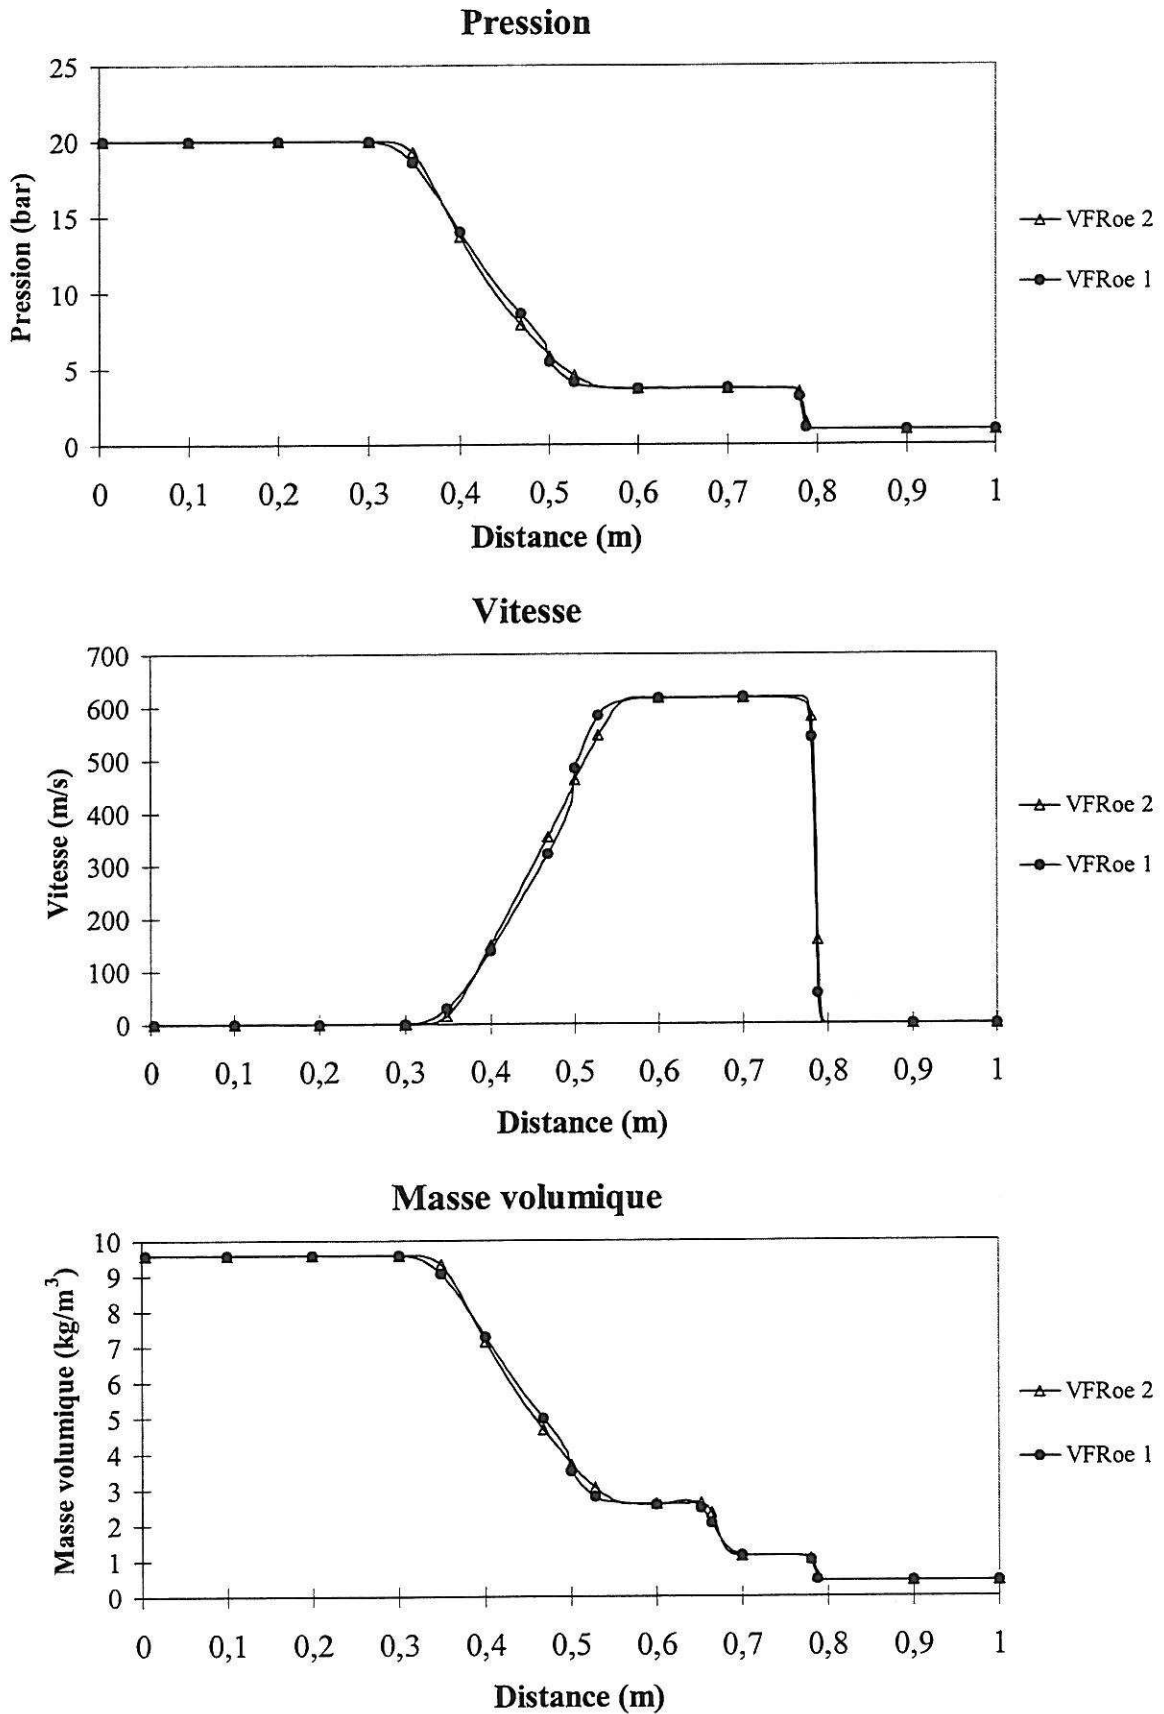 Pression
25
20
15
10
5
0
Pression (bar)
0 0,1 0,2 0,3 0,4 0,5 0,6 0,7 0,8 0,9 1
Distance (m)
VFRoe 2
VFRoe 1
Vitesse
700
600
500
400
300
200
100
0
Vitesse (m/s)
0 0,1 0,2 0,3 0,4 0,5 0,6 0,7 0,8 0,9 1
Distance (m)
VFRoe 2
VFRoe 1
Masse volumique
10
9
8
7
6
5
4
3
2
1
0
Masse volumique (kg/m³)
0 0,1 0,2 0,3 0,4 0,5 0,6 0,7 0,8 0,9 1
Distance (m)
VFRoe 2
VFRoe 1